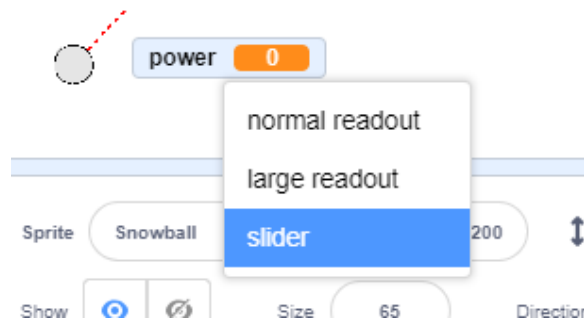 power 0
normal readout
large readout
slider
Sprite Snowball 200
Show Size 65 Direction